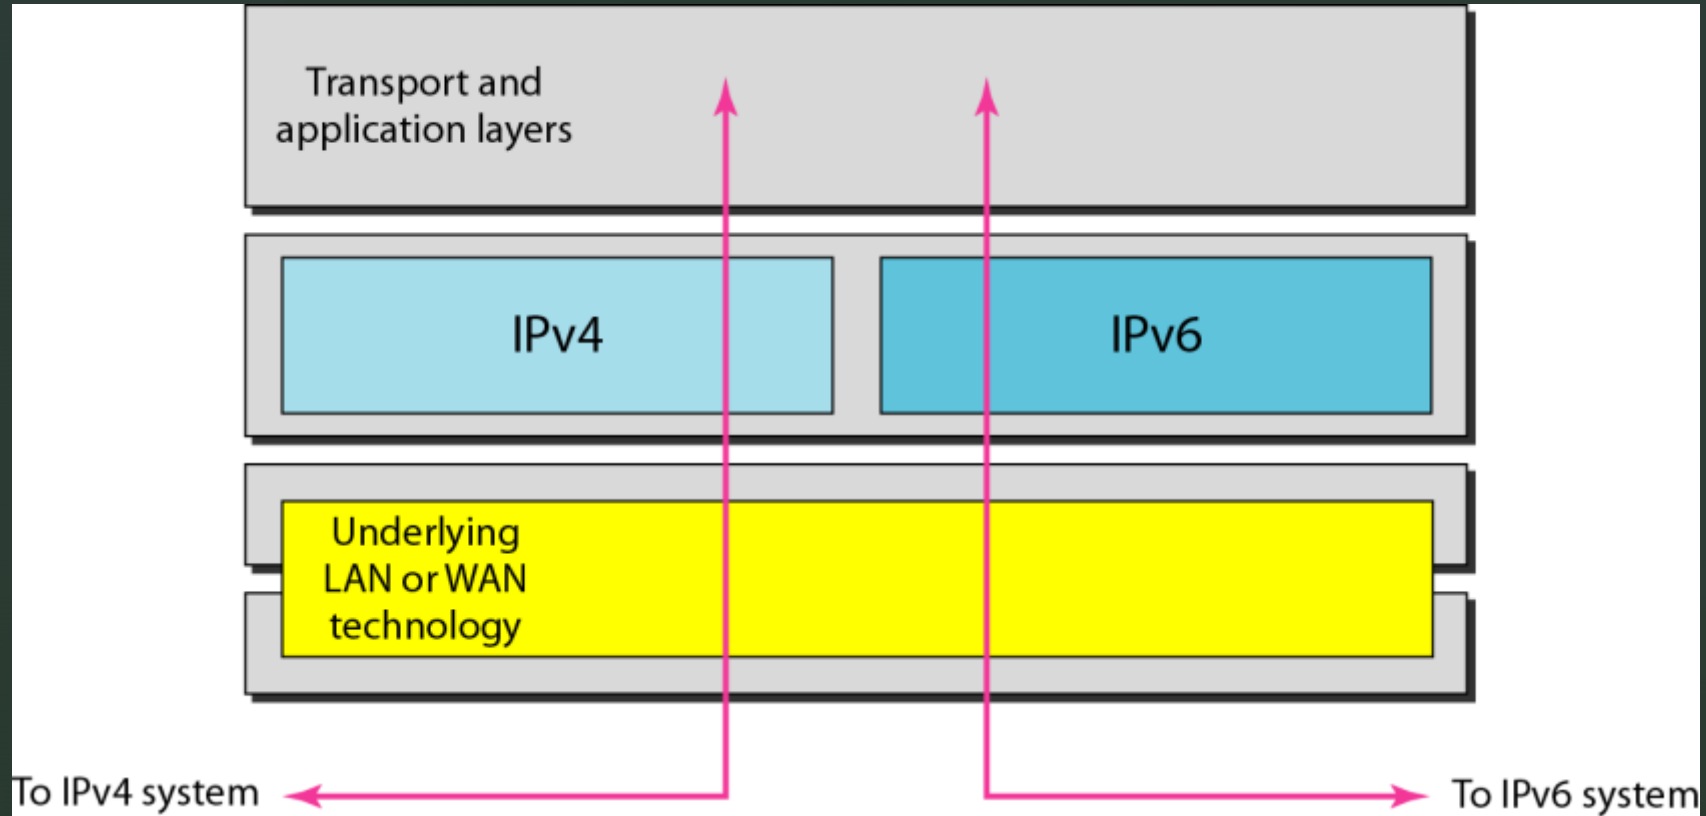 Transport and
application layers
IPv4
IPv6
Underlying
LAN or WAN
technology
To IPv4 system
To IPv6 system